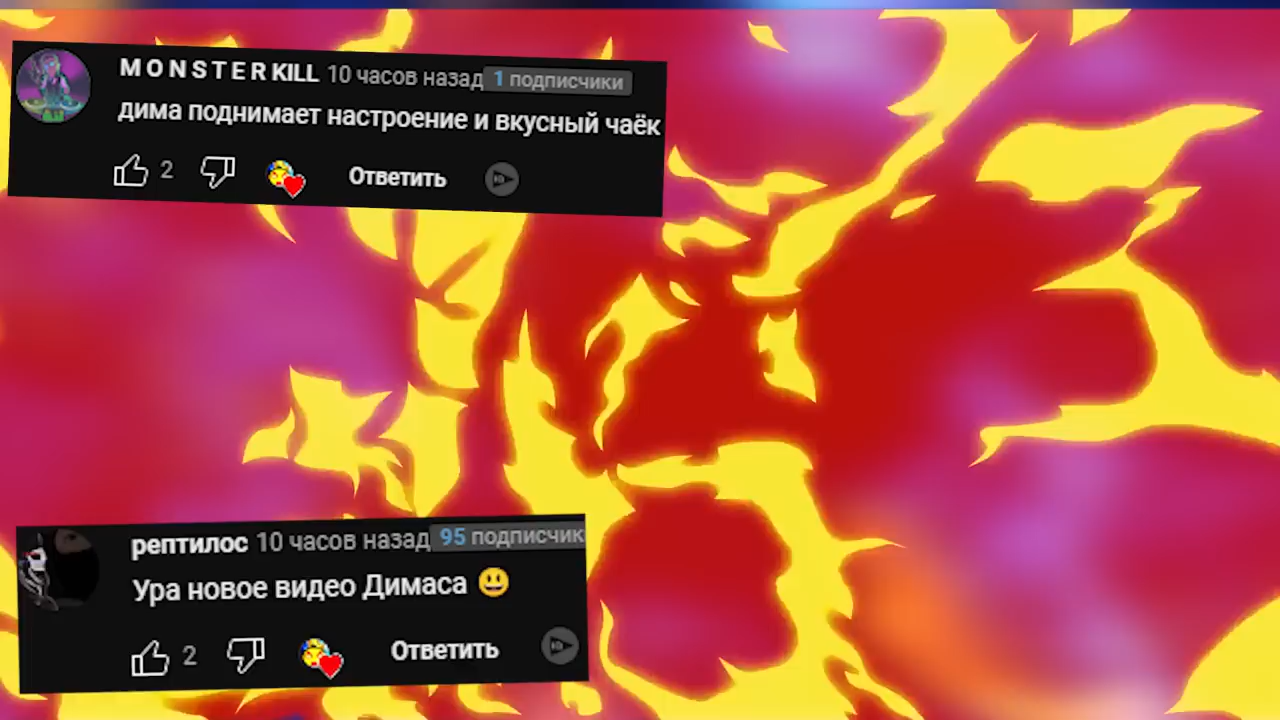 M O N S T E R KILL 10 часов назад 1 подписчики
дима поднимает настроение и вкусный чаёк
2 Ответить
рептилос 10 часов назад 95 подписчик
Ура новое видео Димаса 😃
2 Ответить